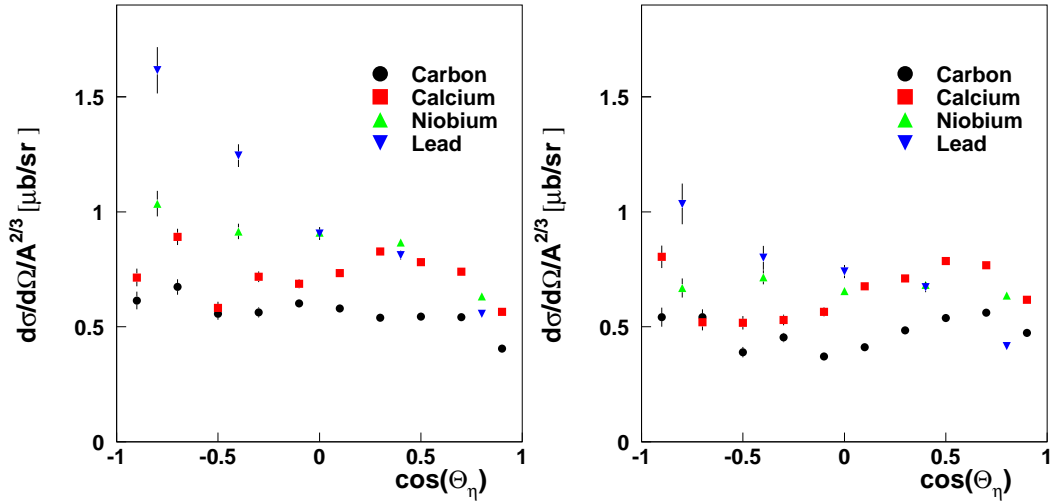 dσ/dΩ/A^2/3 [μb/sr ]
1.5
1
0.5
0
-1
-0.5
0
0.5
1
cos(Θ_η)
Carbon
Calcium
Niobium
Lead
dσ/dΩ/A^2/3 [μb/sr ]
1.5
1
0.5
0
-1
-0.5
0
0.5
1
cos(Θ_η)
Carbon
Calcium
Niobium
Lead